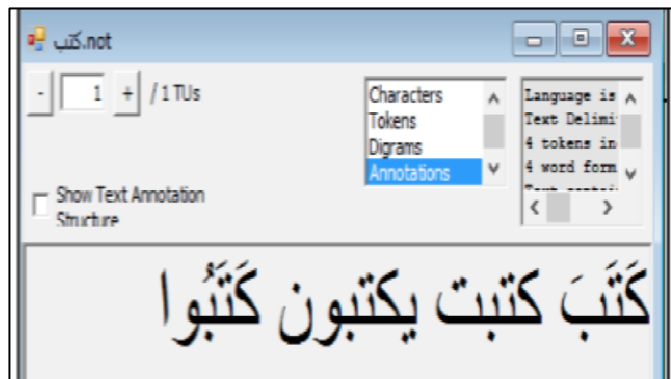 كتب.not
- 1 + / 1 TUs
Characters
Tokens
Digrams
Annotations
Language is
Text Delimi
4 tokens in
4 word form
Show Text Annotation
Structure
كَتَبَ كتبت يكتبون كَتَبُوا